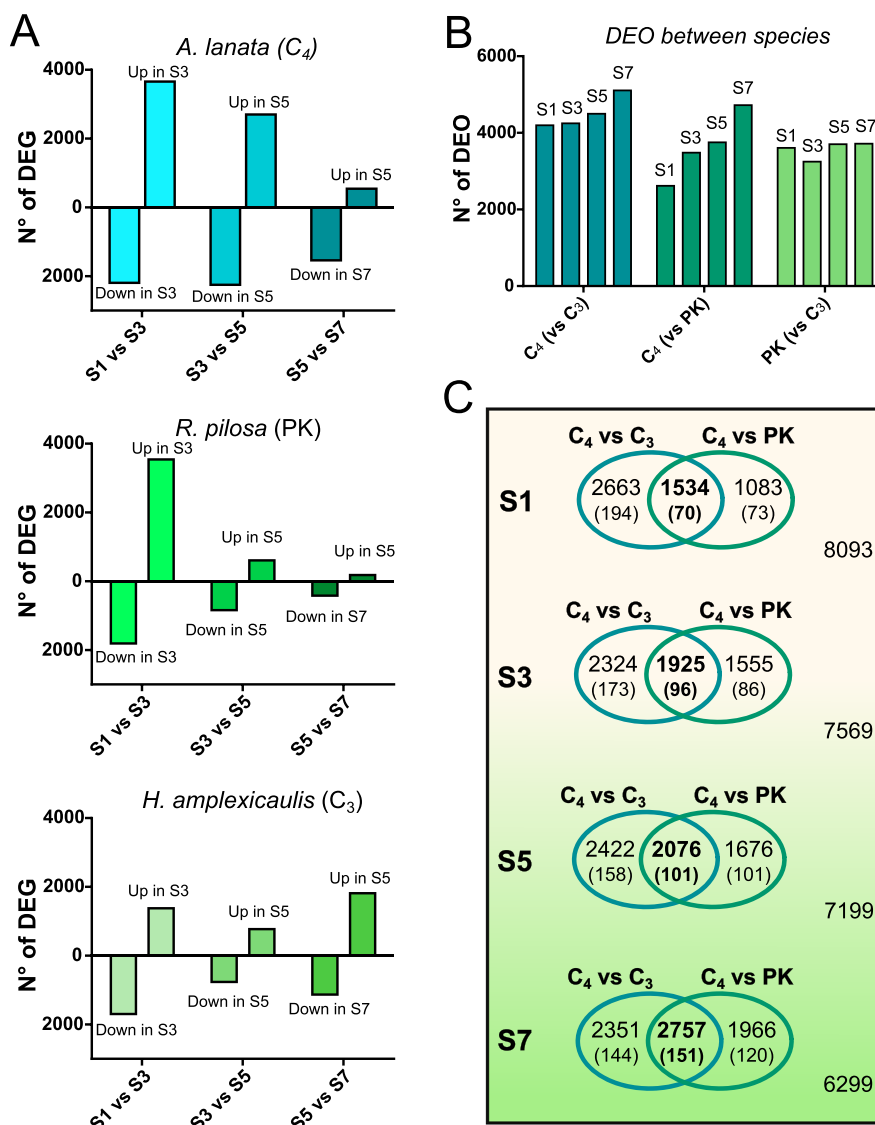 A
A. lanata (C4)
N° of DEG
4000
2000
0
2000
Up in S3
Down in S3
Up in S5
Down in S5
Up in S5
Down in S7
S1 vs S3
S3 vs S5
S5 vs S7
R. pilosa (PK)
N° of DEG
4000
2000
0
2000
Up in S3
Down in S3
Up in S5
Down in S5
Up in S5
Down in S7
S1 vs S3
S3 vs S5
S5 vs S7
H. amplexicaulis (C3)
N° of DEG
4000
2000
0
2000
Up in S3
Down in S3
Up in S5
Down in S5
Up in S5
Down in S7
S1 vs S3
S3 vs S5
S5 vs S7
B
DEO between species
N° of DEO
6000
4000
2000
0
S1 S3 S5 S7
S1 S3 S5 S7
S1 S3 S5 S7
C4 (vs C3)
C4 (vs PK)
PK (vs C3)
C
C4 vs C3 C4 vs PK
S1
2663 1534 1083
(194) (70) (73)
8093
C4 vs C3 C4 vs PK
S3
2324 1925 1555
(173) (96) (86)
7569
C4 vs C3 C4 vs PK
S5
2422 2076 1676
(158) (101) (101)
7199
C4 vs C3 C4 vs PK
S7
2351 2757 1966
(144) (151) (120)
6299